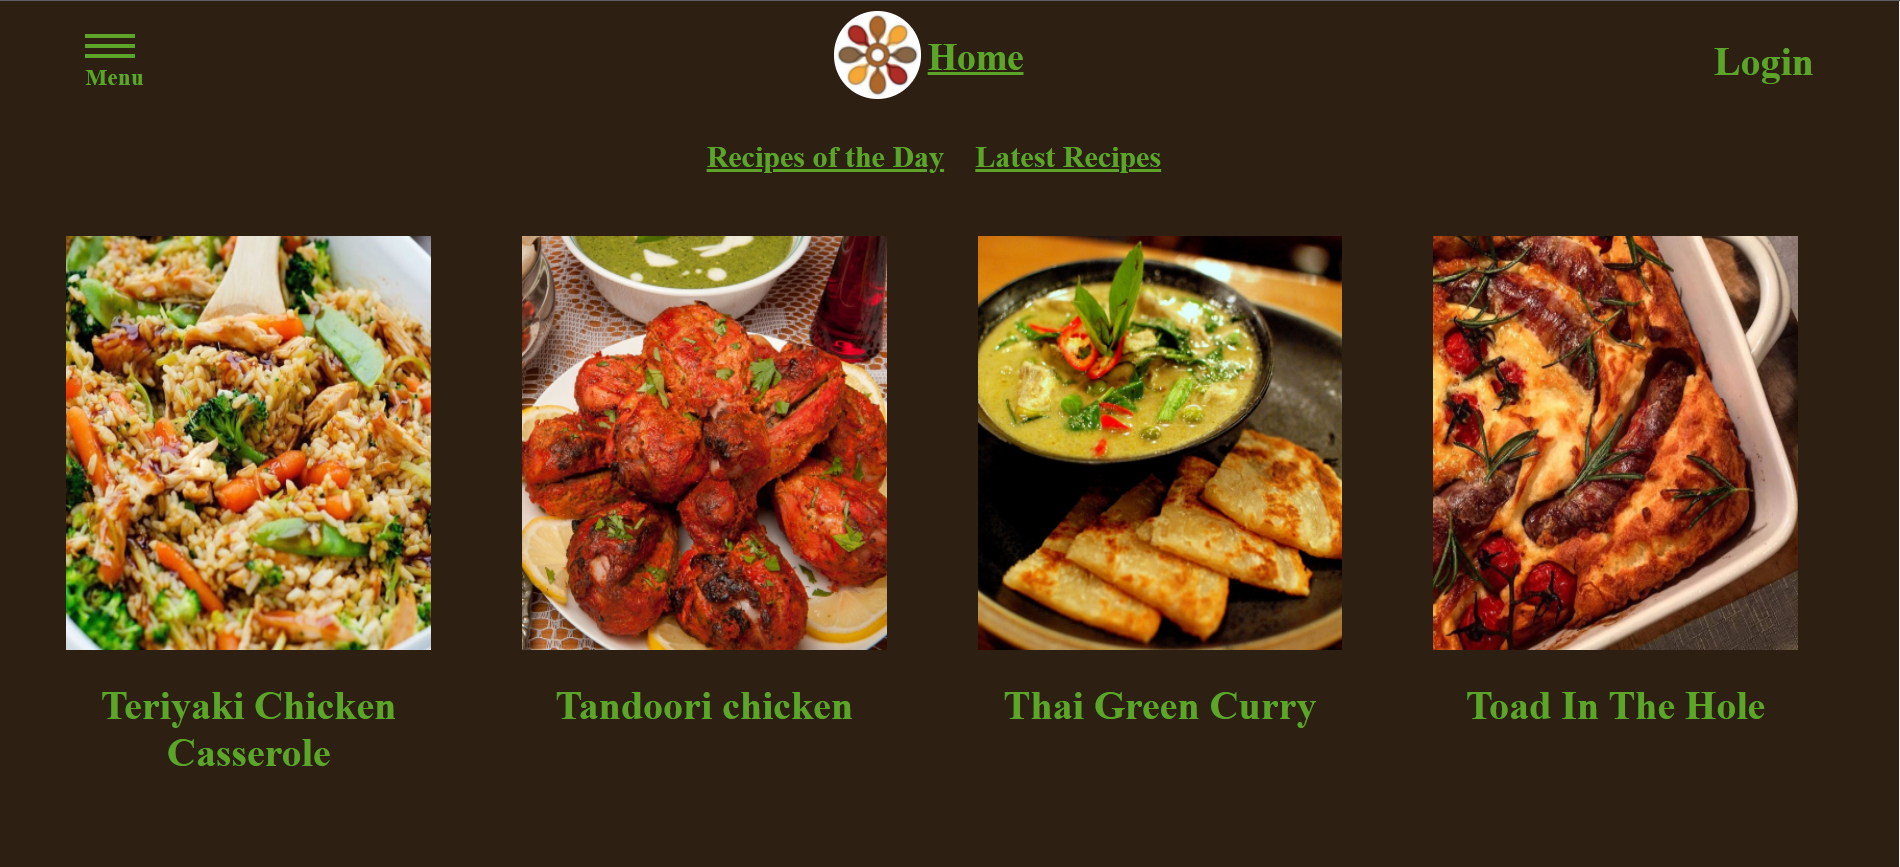 Menu
Home
Login
Recipes of the Day
Latest Recipes
Teriyaki Chicken
Casserole
Tandoori chicken
Thai Green Curry
Toad In The Hole